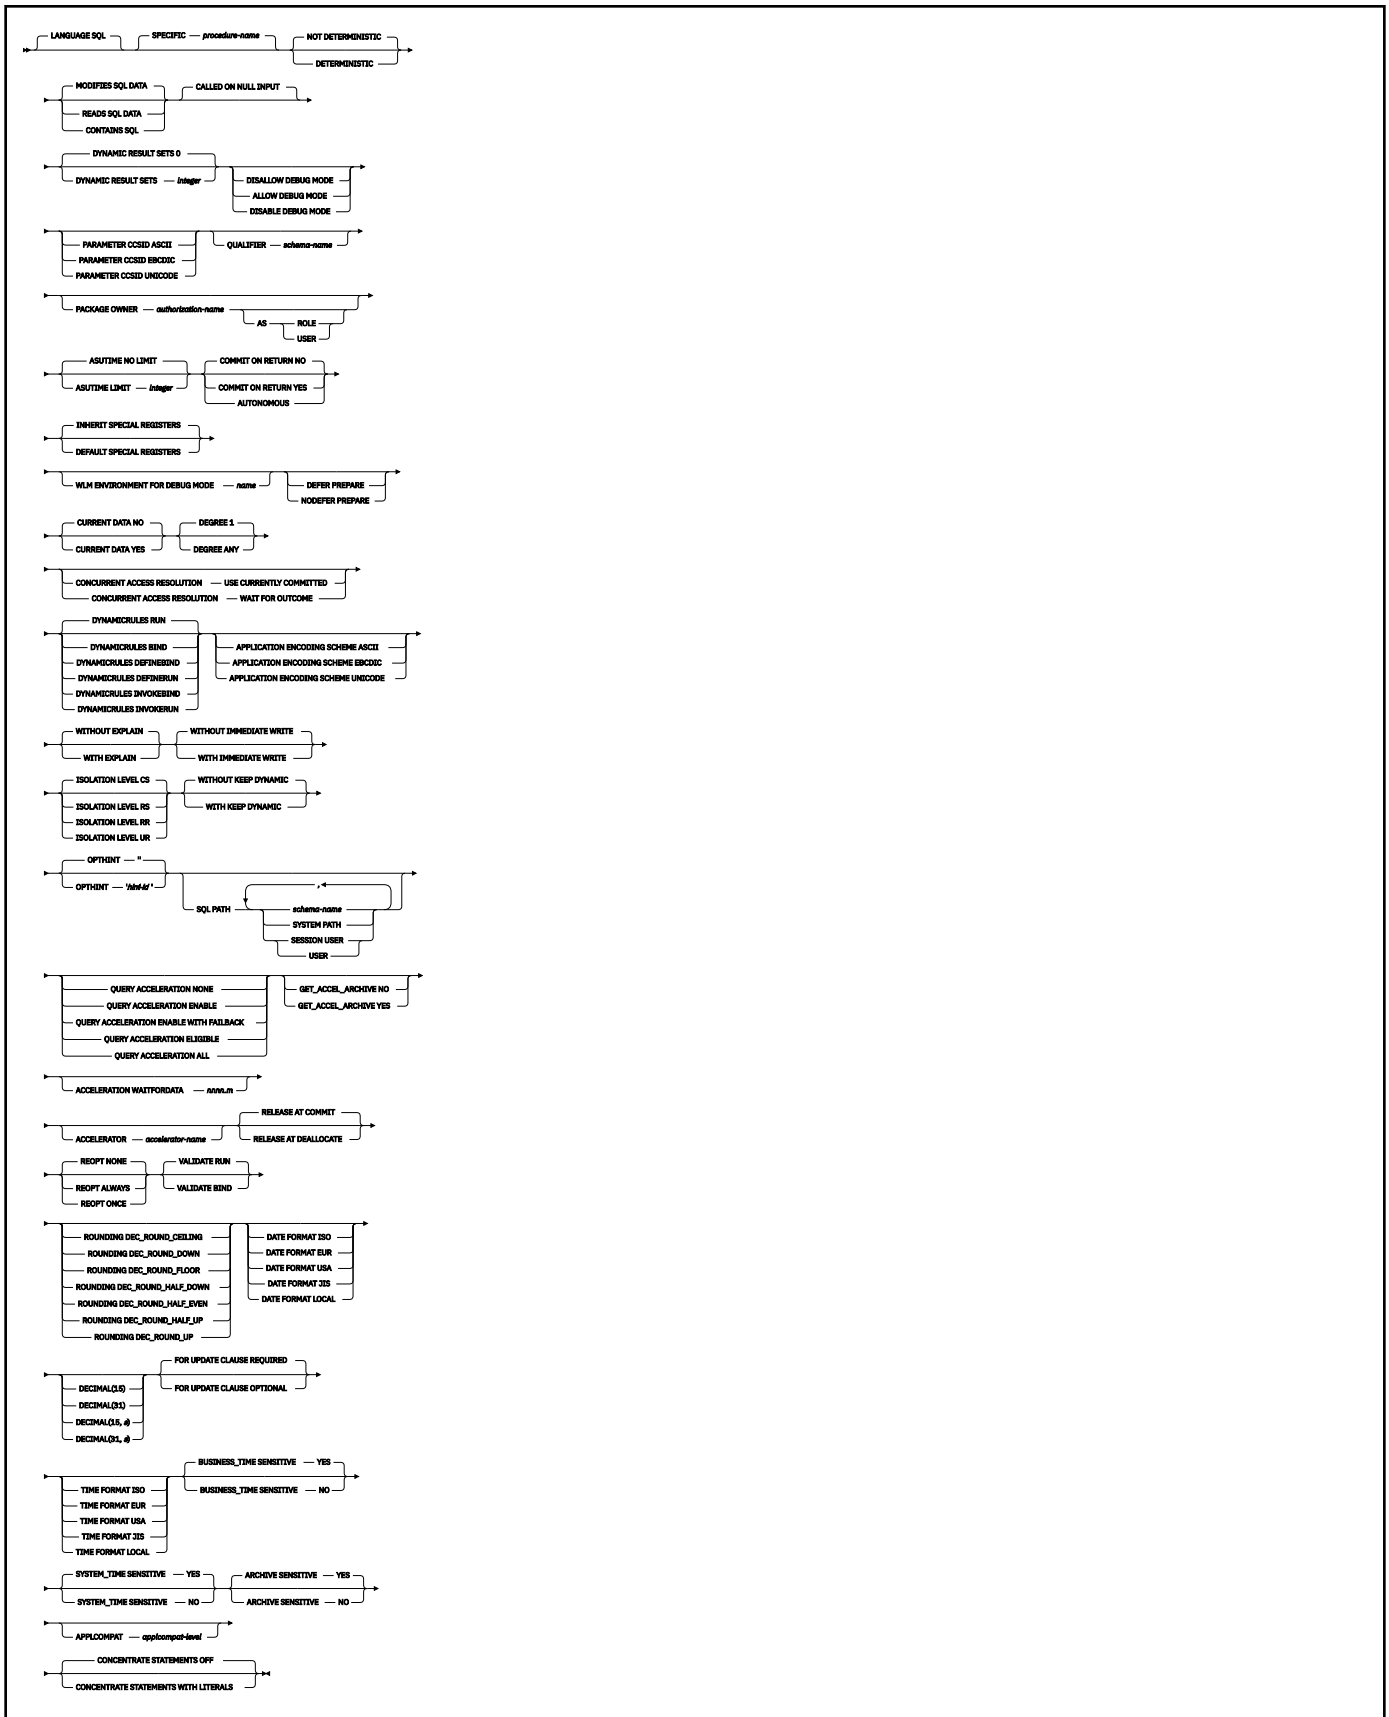 LANGUAGE SQL SPECIFIC procedure-name NOT DETERMINISTIC
DETERMINISTIC
MODIFIES SQL DATA CALLED ON NULL INPUT
READS SQL DATA
CONTAINS SQL
DYNAMIC RESULT SETS 0
DYNAMIC RESULT SETS integer DISALLOW DEBUG MODE
ALLOW DEBUG MODE
DISABLE DEBUG MODE
PARAMETER CCSID ASCII QUALIFIER schema-name
PARAMETER CCSID EBCDIC
PARAMETER CCSID UNICODE
PACKAGE OWNER authorization-name
AS ROLE
USER
ASUTIME NO LIMIT COMMIT ON RETURN NO
ASUTIME LIMIT integer COMMIT ON RETURN YES
AUTONOMOUS
INHERIT SPECIAL REGISTERS
DEFAULT SPECIAL REGISTERS
WLM ENVIRONMENT FOR DEBUG MODE name DEFER PREPARE
NODEFER PREPARE
CURRENT DATA NO DEGREE 1
CURRENT DATA YES DEGREE ANY
CONCURRENT ACCESS RESOLUTION USE CURRENTLY COMMITTED
CONCURRENT ACCESS RESOLUTION WAIT FOR OUTCOME
DYNAMICRULES RUN
DYNAMICRULES BIND APPLICATION ENCODING SCHEME ASCII
DYNAMICRULES DEFINEBIND APPLICATION ENCODING SCHEME EBCDIC
DYNAMICRULES DEFINERUN APPLICATION ENCODING SCHEME UNICODE
DYNAMICRULES INVOKEBIND
DYNAMICRULES INVOKERUN
WITHOUT EXPLAIN WITHOUT IMMEDIATE WRITE
WITH EXPLAIN WITH IMMEDIATE WRITE
ISOLATION LEVEL CS WITHOUT KEEP DYNAMIC
ISOLATION LEVEL RS WITH KEEP DYNAMIC
ISOLATION LEVEL RR
ISOLATION LEVEL UR
OPTHINT ''
OPTHINT 'hint-id '
,
SQL PATH schema-name
SYSTEM PATH
SESSION USER
USER
QUERY ACCELERATION NONE GET_ACCEL_ARCHIVE NO
QUERY ACCELERATION ENABLE GET_ACCEL_ARCHIVE YES
QUERY ACCELERATION ENABLE WITH FAILBACK
QUERY ACCELERATION ELIGIBLE
QUERY ACCELERATION ALL
ACCELERATION WAITFORDATA nnnn.m
RELEASE AT COMMIT
ACCELERATOR accelerator-name RELEASE AT DEALLOCATE
REOPT NONE VALIDATE RUN
REOPT ALWAYS VALIDATE BIND
REOPT ONCE
ROUNDING DEC_ROUND_CEILING DATE FORMAT ISO
ROUNDING DEC_ROUND_DOWN DATE FORMAT EUR
ROUNDING DEC_ROUND_FLOOR DATE FORMAT USA
ROUNDING DEC_ROUND_HALF_DOWN DATE FORMAT JIS
ROUNDING DEC_ROUND_HALF_EVEN DATE FORMAT LOCAL
ROUNDING DEC_ROUND_HALF_UP
ROUNDING DEC_ROUND_UP
FOR UPDATE CLAUSE REQUIRED
DECIMAL(15) FOR UPDATE CLAUSE OPTIONAL
DECIMAL(31)
DECIMAL(15, s)
DECIMAL(31, s)
BUSINESS_TIME SENSITIVE YES
TIME FORMAT ISO BUSINESS_TIME SENSITIVE NO
TIME FORMAT EUR
TIME FORMAT USA
TIME FORMAT JIS
TIME FORMAT LOCAL
SYSTEM_TIME SENSITIVE YES ARCHIVE SENSITIVE YES
SYSTEM_TIME SENSITIVE NO ARCHIVE SENSITIVE NO
APPLCOMPAT applcompat-level
CONCENTRATE STATEMENTS OFF
CONCENTRATE STATEMENTS WITH LITERALS